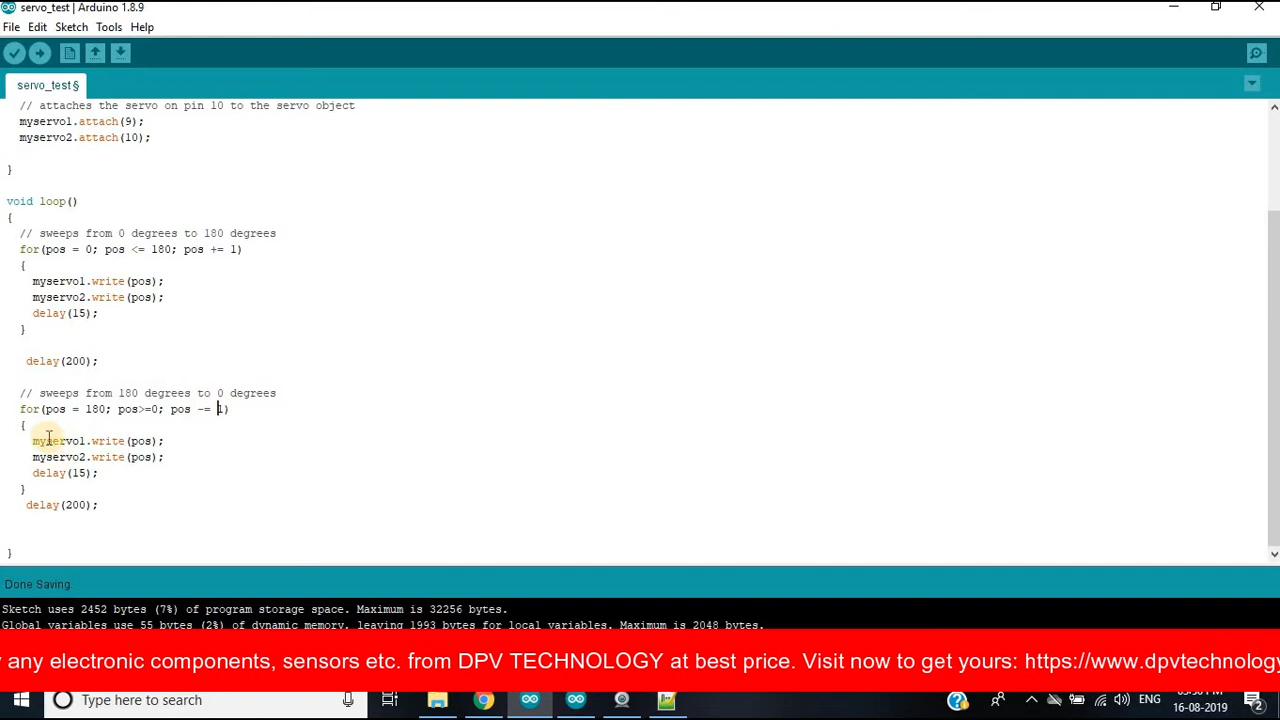 servo_test | Arduino 1.8.9
File Edit Sketch Tools Help
servo_test§
// attaches the servo on pin 10 to the servo object
myservo1.attach(9);
myservo2.attach(10);
}
void loop()
{
// sweeps from 0 degrees to 180 degrees
for(pos = 0; pos <= 180; pos += 1)
{
myservo1.write(pos);
myservo2.write(pos);
delay(15);
}
delay(200);
// sweeps from 180 degrees to 0 degrees
for(pos = 180; pos>=0; pos -= 1)
{
myservo1.write(pos);
myservo2.write(pos);
delay(15);
}
delay(200);
}
Done Saving.
Sketch uses 2452 bytes (7%) of program storage space. Maximum is 32256 bytes.
Global variables use 55 bytes (2%) of dynamic memory, leaving 1993 bytes for local variables. Maximum is 2048 bytes.
y any electronic components, sensors etc. from DPV TECHNOLOGY at best price. Visit now to get yours: https://www.dpvtechnology
Type here to search
ENG
16-08-2019
2